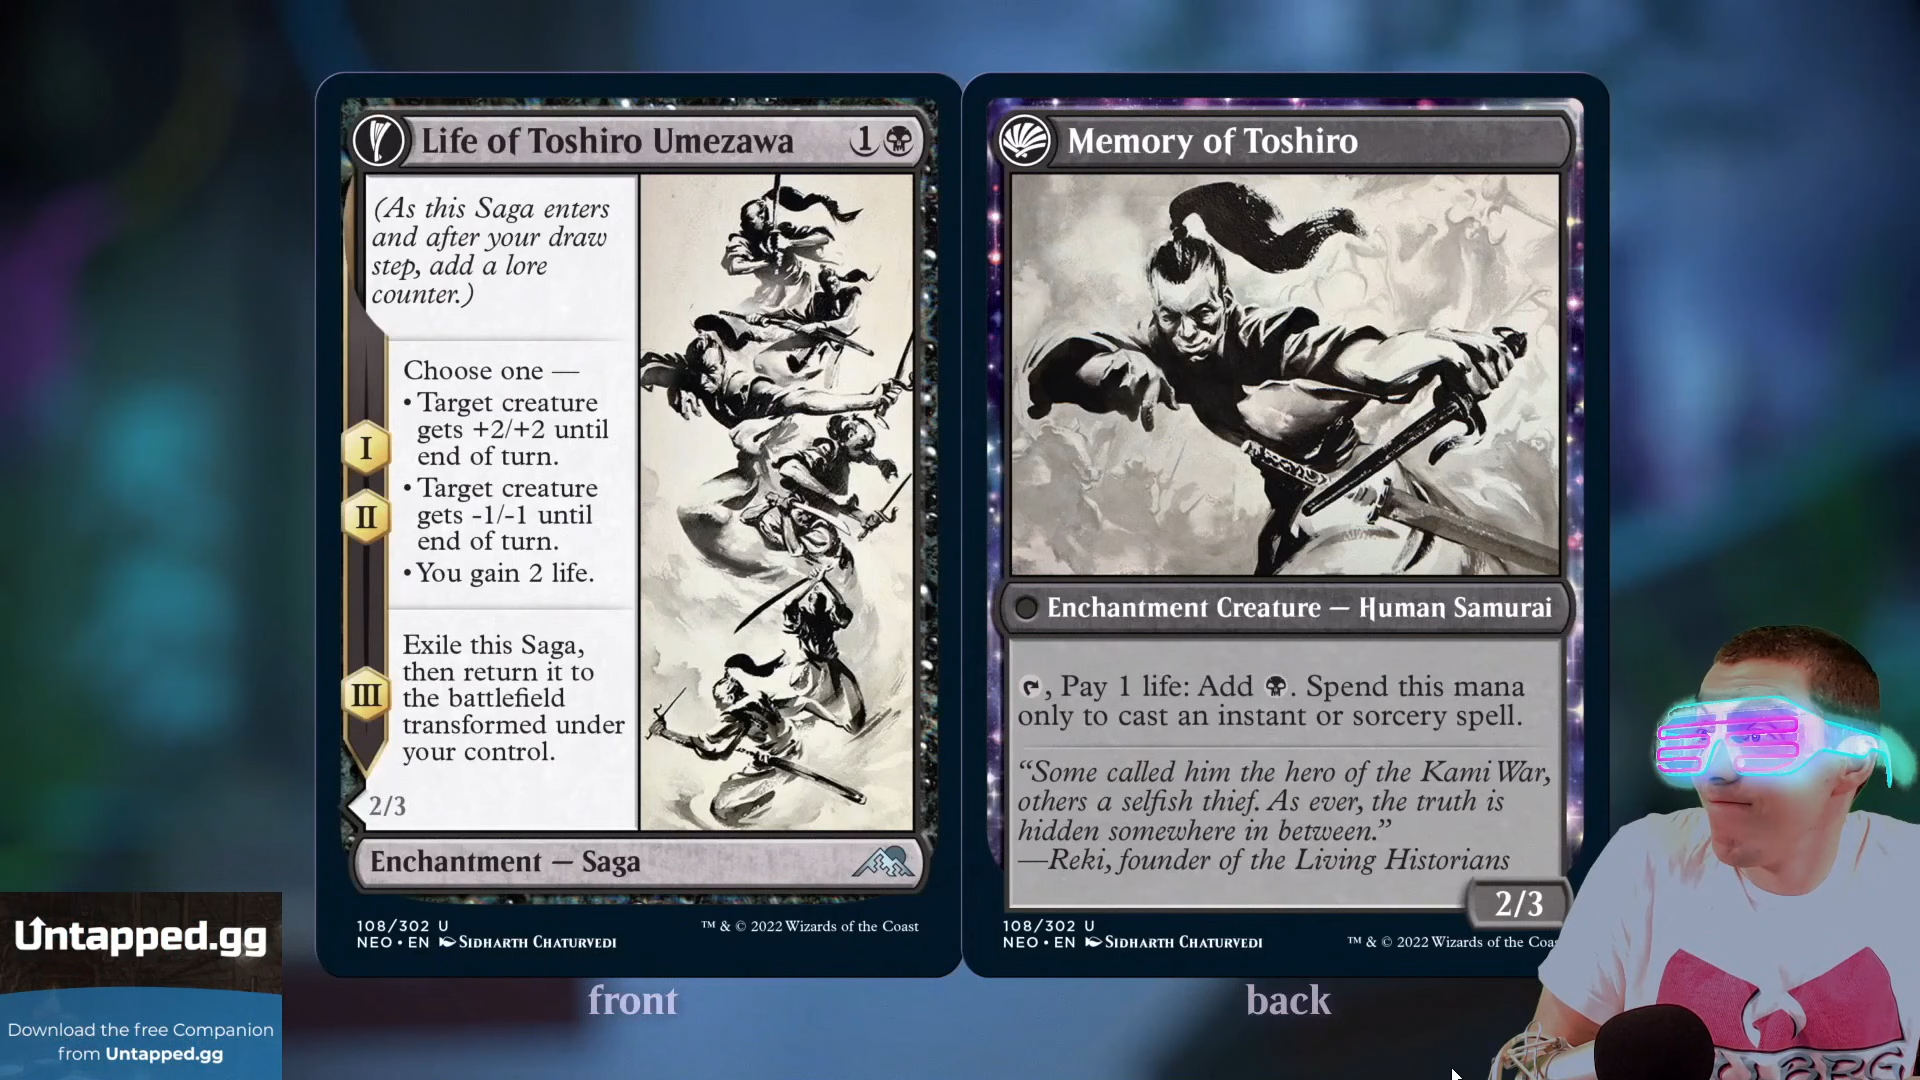 Life of Toshiro Umezawa 1
(As this Saga enters
and after your draw
step, add a lore
counter.)
Choose one —
• Target creature
gets +2/+2 until
end of turn.
• Target creature
gets -1/-1 until
end of turn.
• You gain 2 life.
I
II
Exile this Saga,
then return it to
the battlefield
transformed under
your control.
III
2/3
Enchantment — Saga
108/302 U
NEO • EN SIDHARTH CHATURVEDI
™ & © 2022 Wizards of the Coast
front
Memory of Toshiro
Enchantment Creature — Human Samurai
, Pay 1 life: Add . Spend this mana
only to cast an instant or sorcery spell.
“Some called him the hero of the Kami War,
others a selfish thief. As ever, the truth is
hidden somewhere in between.”
—Reki, founder of the Living Historians
2/3
108/302 U
NEO • EN SIDHARTH CHATURVEDI
™ & © 2022 Wizards of the Coa
back
Untapped.gg
Download the free Companion
from Untapped.gg